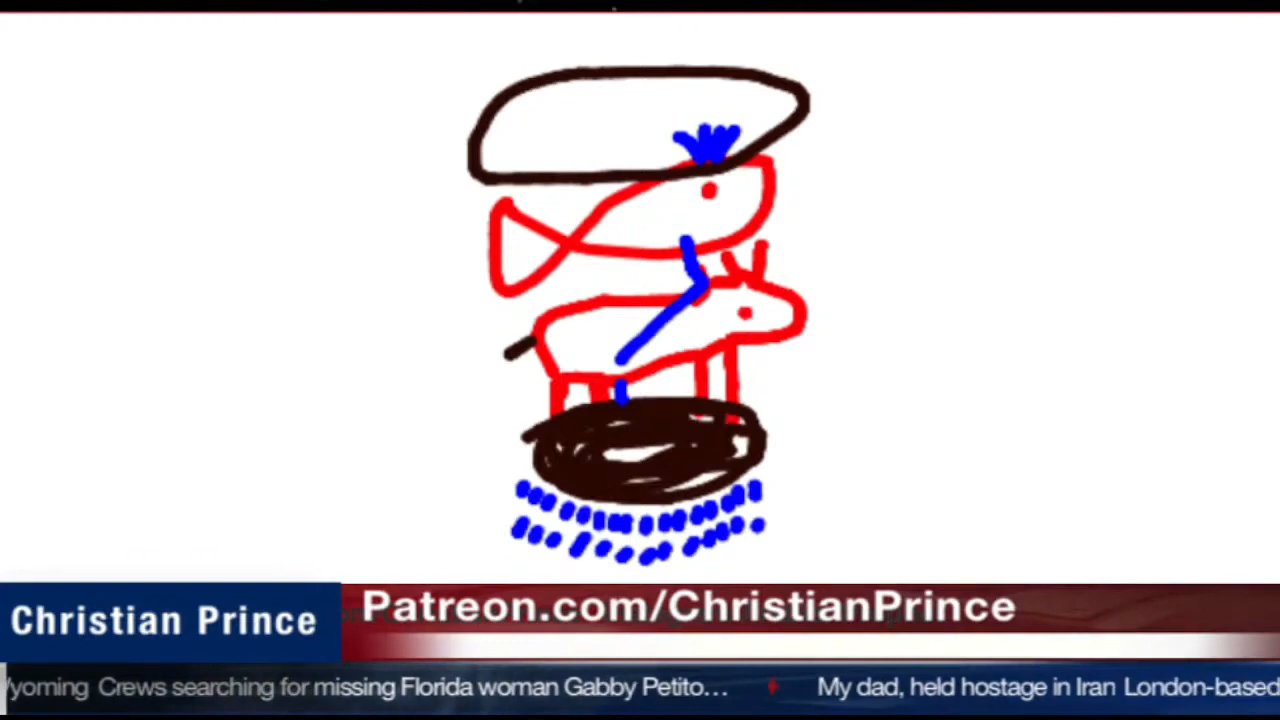 Christian Prince
Patreon.com/ChristianPrince
Wyoming Crews searching for missing Florida woman Gabby Petito… My dad, held hostage in Iran London-based